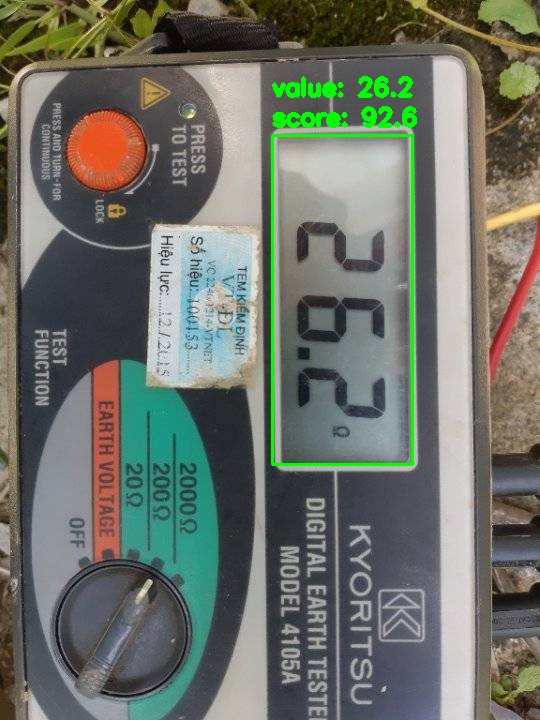 value: 26.2
score: 92.6
26.2
Ω
PRESS
TO TEST
PRESS AND TURN-FOR
CONTINUOUS
LOCK
TEM KIỂM ĐỊNH
Số hiệu:...100153
Hiệu lực:...12/2015
TEST
FUNCTION
2000Ω
200Ω
20Ω
EARTH VOLTAGE
OFF
KYORITSU
DIGITAL EARTH TESTER
MODEL 4105A